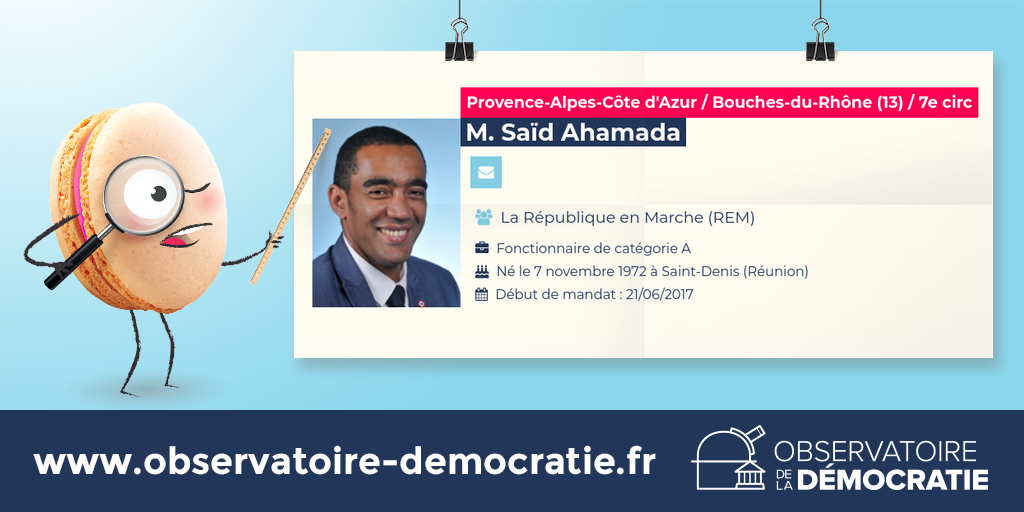 Provence-Alpes-Côte d'Azur / Bouches-du-Rhône (13) / 7e circ
M. Saïd Ahamada
La République en Marche (REM)
Fonctionnaire de catégorie A
Né le 7 novembre 1972 à Saint-Denis (Réunion)
Début de mandat : 21/06/2017
www.observatoire-democratie.fr
OBSERVATOIRE
DE LA DÉMOCRATIE